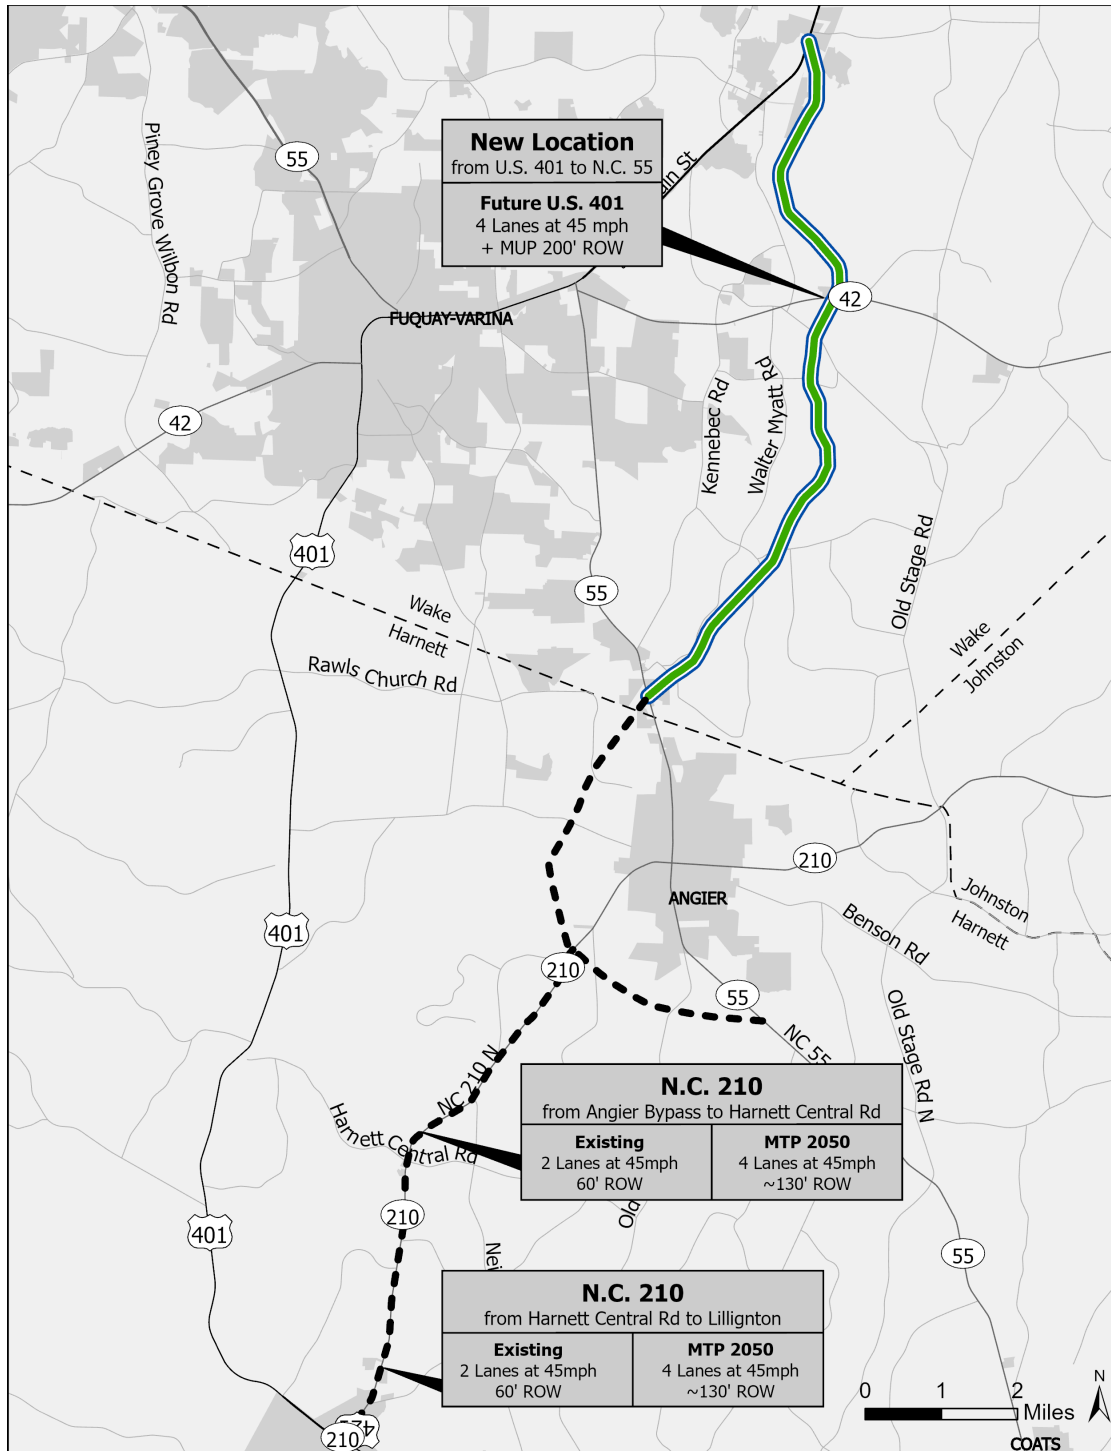 Piney Grove Wilbon Rd
55
New Location
from U.S. 401 to N.C. 55
Future U.S. 401
4 Lanes at 45 mph
+ MUP 200' ROW
St
42
FUQUAY-VARINA
42
Kennebec Rd
Walter Myatt Rd
401
55
Old Stage Rd
Wake
Harnett
Wake
Johnston
Rawls Church Rd
210
ANGIER
Johnston
Harnett
Benson Rd
401
210
55
NC 55
Old Stage Rd N
NC 210 N
Harnett Central Rd
N.C. 210
from Angier Bypass to Harnett Central Rd
Existing
2 Lanes at 45mph
60' ROW
MTP 2050
4 Lanes at 45mph
~130' ROW
Old
210
401
55
N.C. 210
from Harnett Central Rd to Lillignton
Existing
2 Lanes at 45mph
60' ROW
MTP 2050
4 Lanes at 45mph
~130' ROW
210
0 1 2
Miles
N
COATS